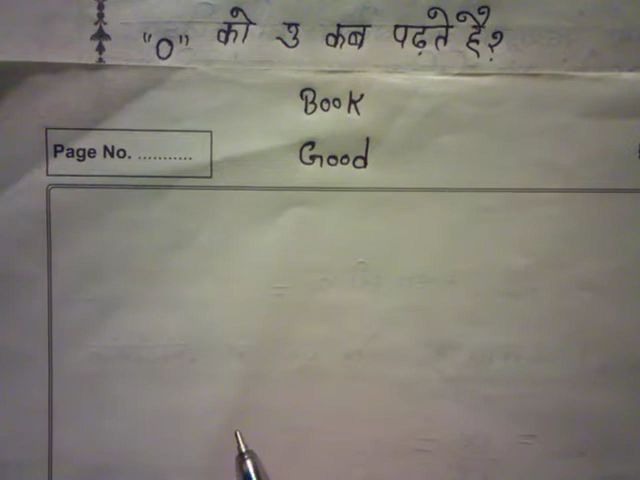 "O" को उ कब पढ़ते है?
Book
Page No. ...........
Good